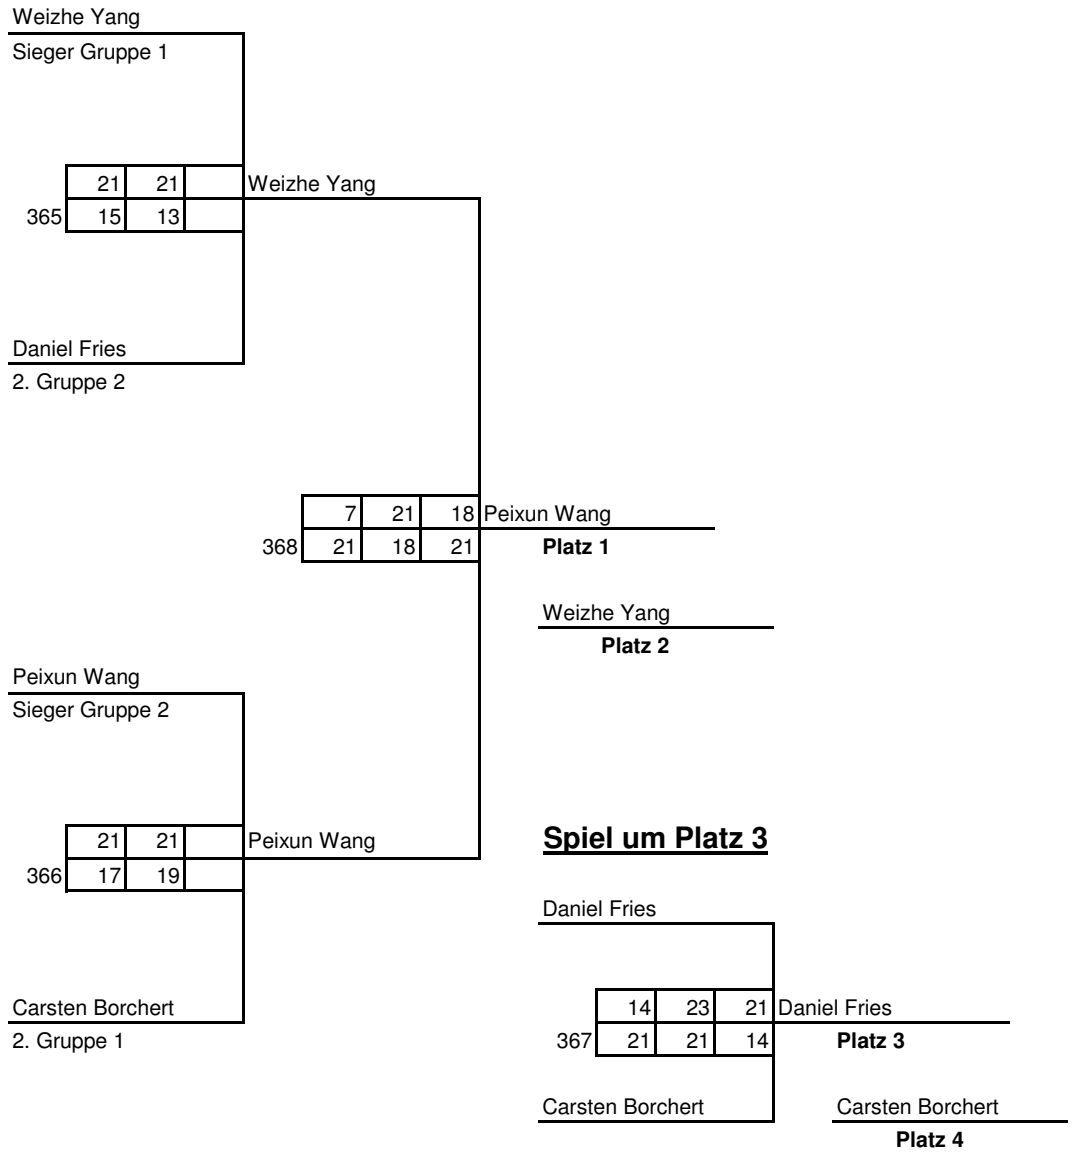 Weizhe Yang
Sieger Gruppe 1
21 21 Weizhe Yang
365 15 13
Daniel Fries
2. Gruppe 2
7 21 18 Peixun Wang
368 21 18 21 Platz 1
Weizhe Yang
Platz 2
Peixun Wang
Sieger Gruppe 2
21 21 Peixun Wang
366 17 19
Carsten Borchert
2. Gruppe 1
Spiel um Platz 3
Daniel Fries
14 23 21 Daniel Fries
367 21 21 14 Platz 3
Carsten Borchert
Carsten Borchert
Platz 4